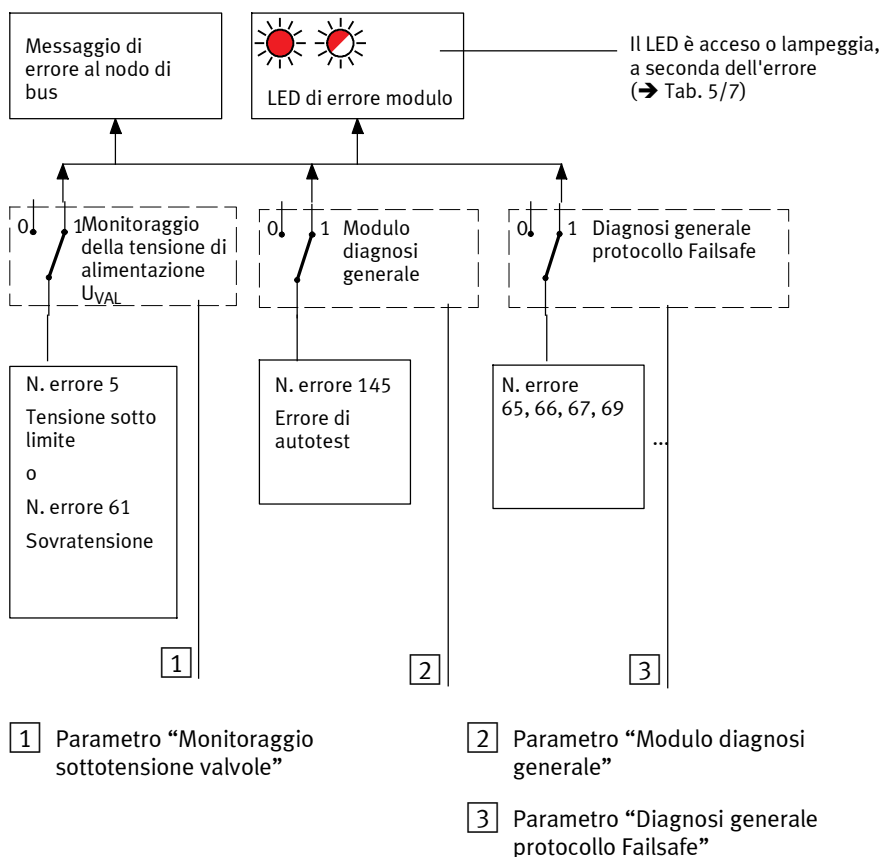 Messaggio di
errore al nodo di
bus
LED di errore modulo
Il LED è acceso o lampeggia,
a seconda dell'errore
(➔ Tab. 5/7)
0 1 Monitoraggio
della tensione di
alimentazione
UVAL
0 1 Modulo
diagnosi
generale
0 1 Diagnosi generale
protocollo Failsafe
N. errore 5
Tensione sotto
limite
o
N. errore 61
Sovratensione
N. errore 145
Errore di
autotest
N. errore
65, 66, 67, 69
...
1
2
3
1 Parametro “Monitoraggio
sottotensione valvole”
2 Parametro “Modulo diagnosi
generale”
3 Parametro “Diagnosi generale
protocollo Failsafe”